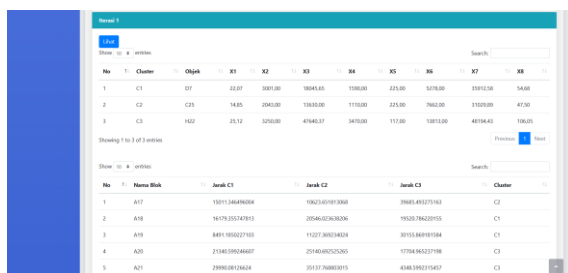 Iterasi 1
Lihat
Show 10 entries Search:
No Cluster Objek X1 X2 X3 X4 X5 X6 X7 X8
1 C1 D7 22,07 3001,00 18045,65 1598,00 225,00 5278,00 35912,58 54,68
2 C2 C25 14,85 2043,00 13630,00 1110,00 225,00 7662,00 31029,89 47,50
3 C3 H22 25,12 3250,00 47640,37 3478,00 117,00 13813,00 48194,43 106,05
Showing 1 to 3 of 3 entries
Previous 1 Next
Show 10 entries Search:
No Nama Blok Jarak C1 Jarak C2 Jarak C3 Cluster
1 A17 15011.346496004 10623.651813068 39685.493275163 C2
2 A18 16179.355747813 20546.023638206 19520.786220155 C1
3 A19 8491.1850227103 11227.369234024 30155.869181584 C1
4 A20 21340.599246607 25140.692525265 17704.965237198 C3
5 A21 29990.08126624 35137.768803015 4348.5992315457 C3